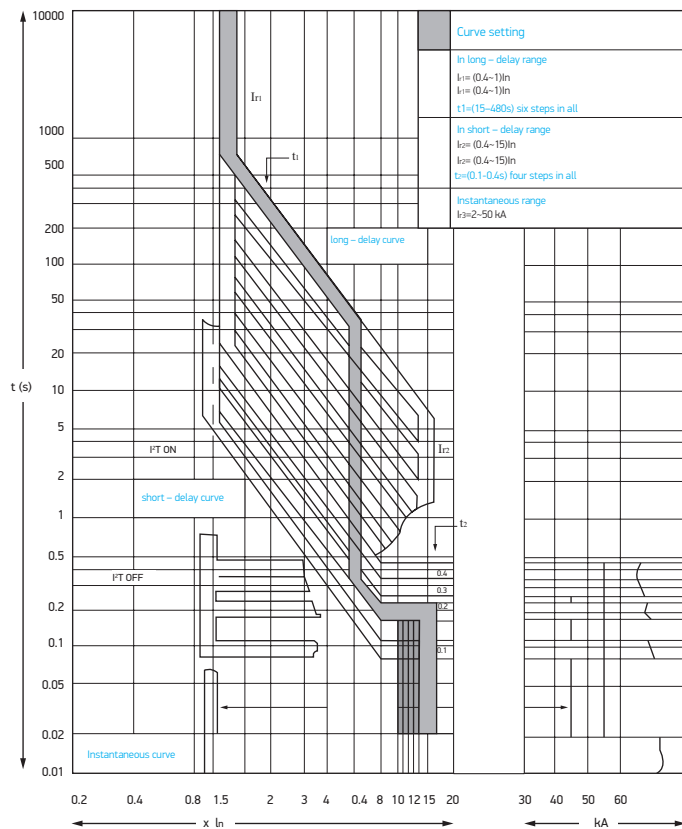 Curve setting
In long – delay range
Ir1= (0.4~1)In
Ir1= (0.4~1)In
t1=(15–480s) six steps in all
In short – delay range
Ir2= (0.4~15)In
Ir2= (0.4~15)In
t2=(0.1-0.4s) four steps in all
Instantaneous range
Ir3=2~50 kA
Ir1
t1
long – delay curve
Ir2
t2
I²T ON
short – delay curve
I²T OFF
Instantaneous curve
0.4
0.3
0.2
0.1
t (s)
10000
1000
500
200
100
50
20
10
5
2
1
0.5
0.2
0.1
0.05
0.02
0.01
0.2 0.4 0.8 1 1.5 2 3 4 0.4 8 10 12 15 20 30 40 50 60
x In kA